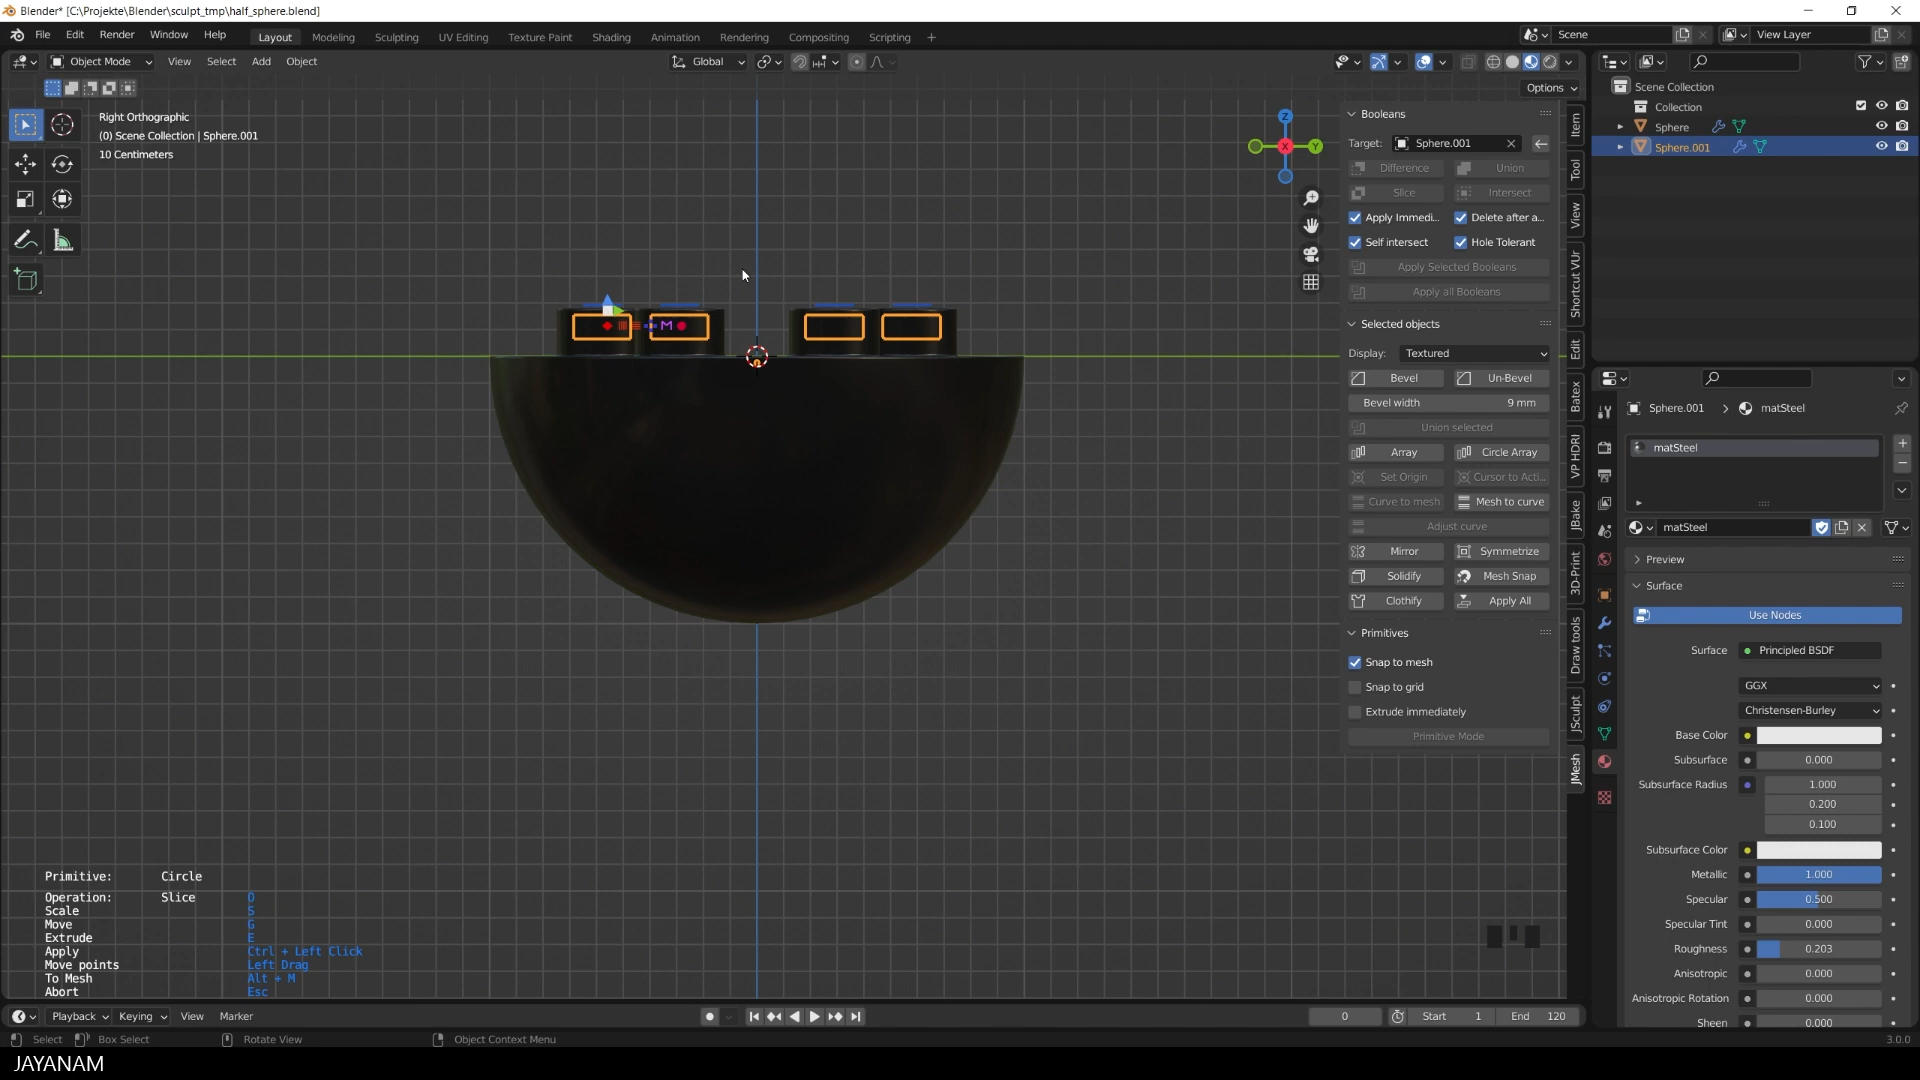 Blender* [C:\Projekte\Blender\sculpt_tmp\half_sphere.blend]
File Edit Render Window Help Layout Modeling Sculpting UV Editing Texture Paint Shading Animation Rendering Compositing Scripting + Scene View Layer
Object Mode View Select Add Object Global
Options
Right Orthographic
(0) Scene Collection | Sphere.001
10 Centimeters
Z
X
Y
M
Booleans
Target: Sphere.001
Difference Union
Slice Intersect
Apply Immedi... Delete after a...
Self intersect Hole Tolerant
Apply Selected Booleans
Apply all Booleans
Selected objects
Display: Textured
Bevel Un-Bevel
Bevel width 9 mm
Union selected
Array Circle Array
Set Origin Cursor to Acti...
Curve to mesh Mesh to curve
Adjust curve
Mirror Symmetrize
Solidify Mesh Snap
Clothify Apply All
Primitives
Snap to mesh
Snap to grid
Extrude immediately
Primitive Mode
Item
Tool
View
Shortcut VUr
Edit
Batex
VP HDRI
JBake
3D-Print
Draw tools
JSculpt
JMesh
Scene Collection
Collection
Sphere
Sphere.001
Sphere.001 > matSteel
matSteel
matSteel
Preview
Surface
Use Nodes
Surface Principled BSDF
GGX
Christensen-Burley
Base Color
Subsurface 0.000
Subsurface Radius 1.000
0.200
0.100
Subsurface Color
Metallic 1.000
Specular 0.500
Specular Tint 0.000
Roughness 0.203
Anisotropic 0.000
Anisotropic Rotation 0.000
Sheen 0.000
Primitive: Circle
Operation: Slice O
Scale S
Move G
Extrude E
Apply Ctrl + Left Click
Move points Left Drag
To Mesh Alt + M
Abort Esc
Playback Keying View Marker 0 Start 1 End 120
Select Box Select Rotate View Object Context Menu 3.0.0
JAYANAM